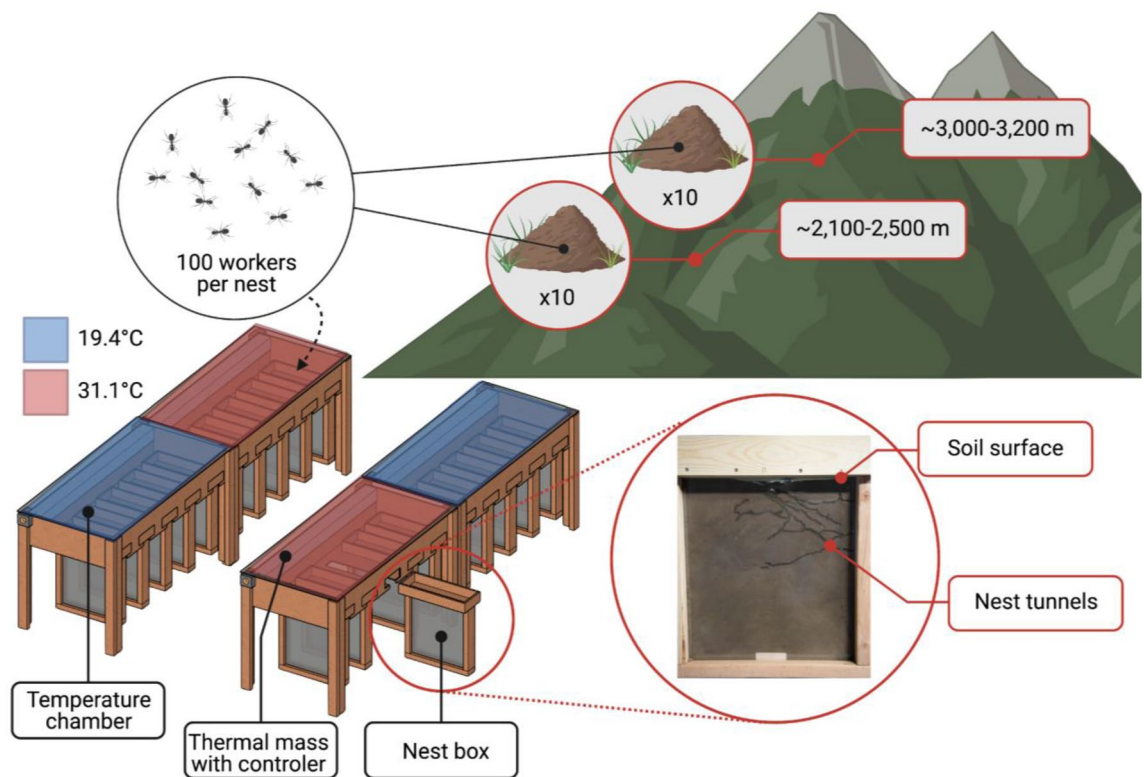 ~3,000-3,200 m
x10
~2,100-2,500 m
x10
100 workers
per nest
19.4°C
31.1°C
Soil surface
Nest tunnels
Temperature
chamber
Thermal mass
with controler
Nest box